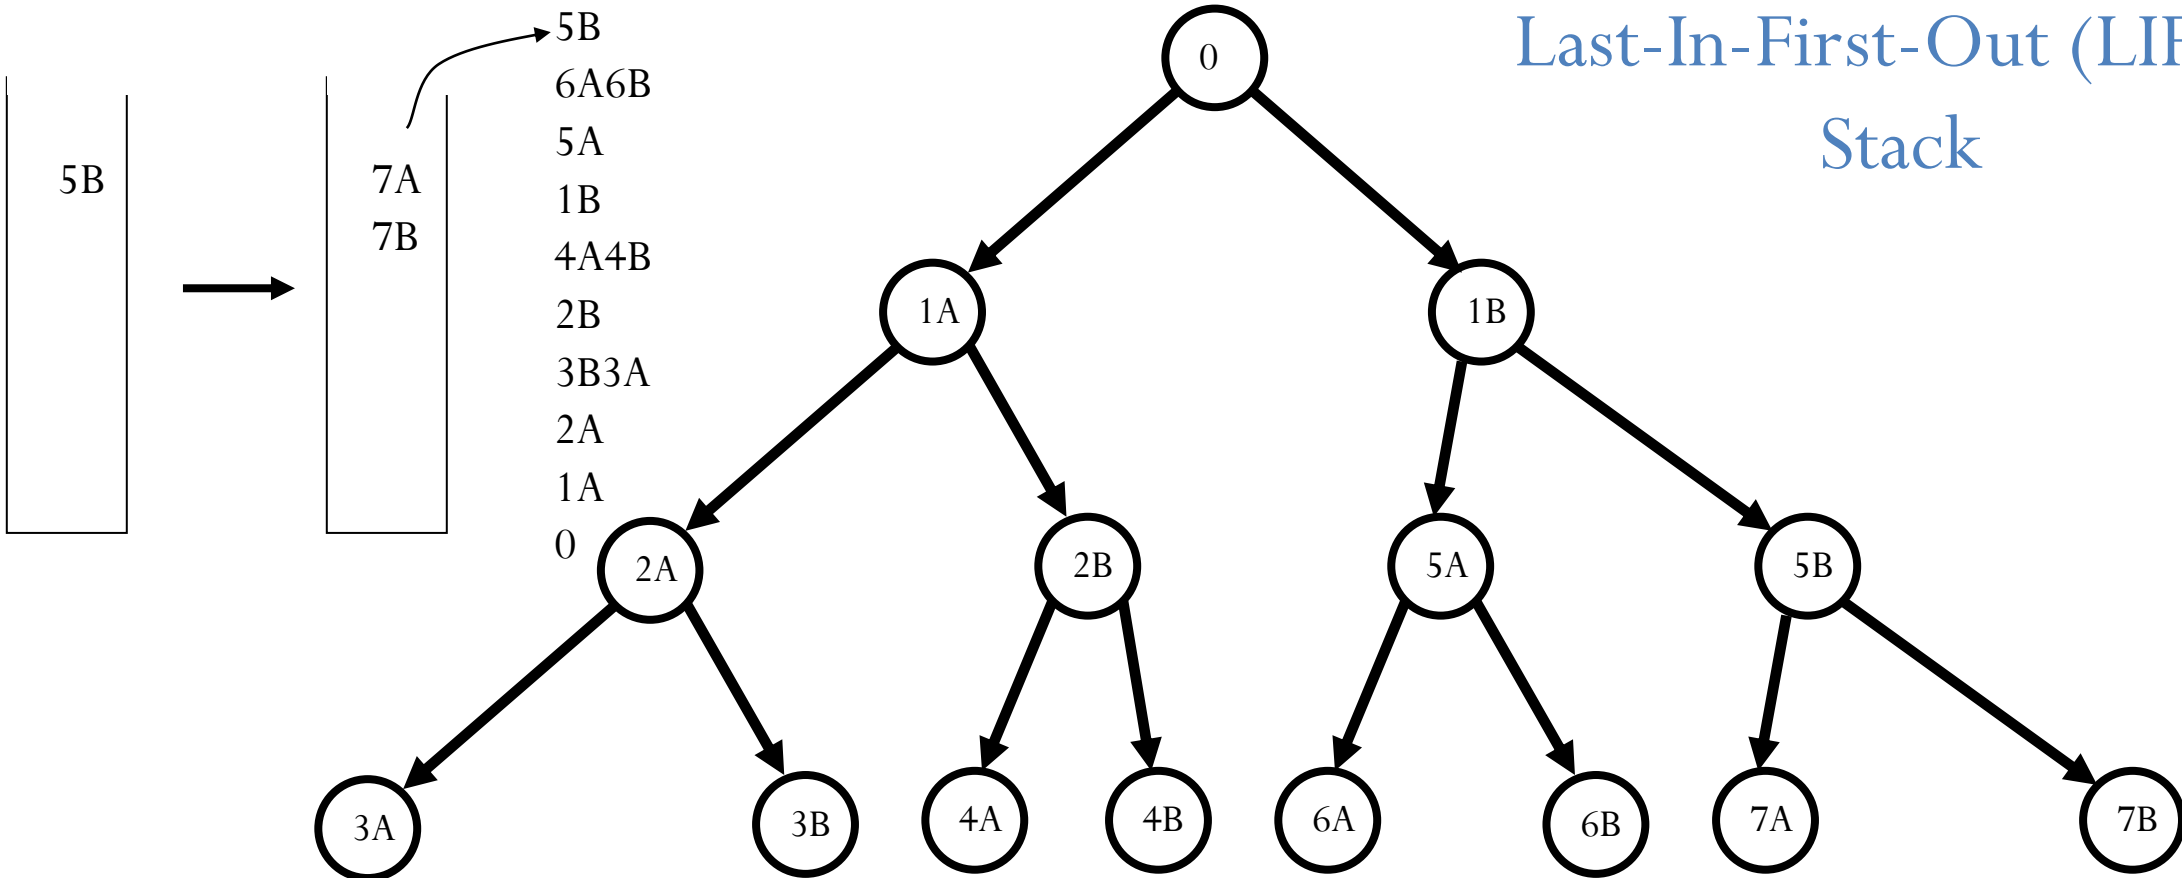 Last-In-First-Out (LIF
Stack
5B
7A
7B
5B
6A6B
5A
1B
4A4B
2B
3B3A
2A
1A
0
0
1A
1B
2A
2B
5A
5B
3A
3B
4A
4B
6A
6B
7A
7B